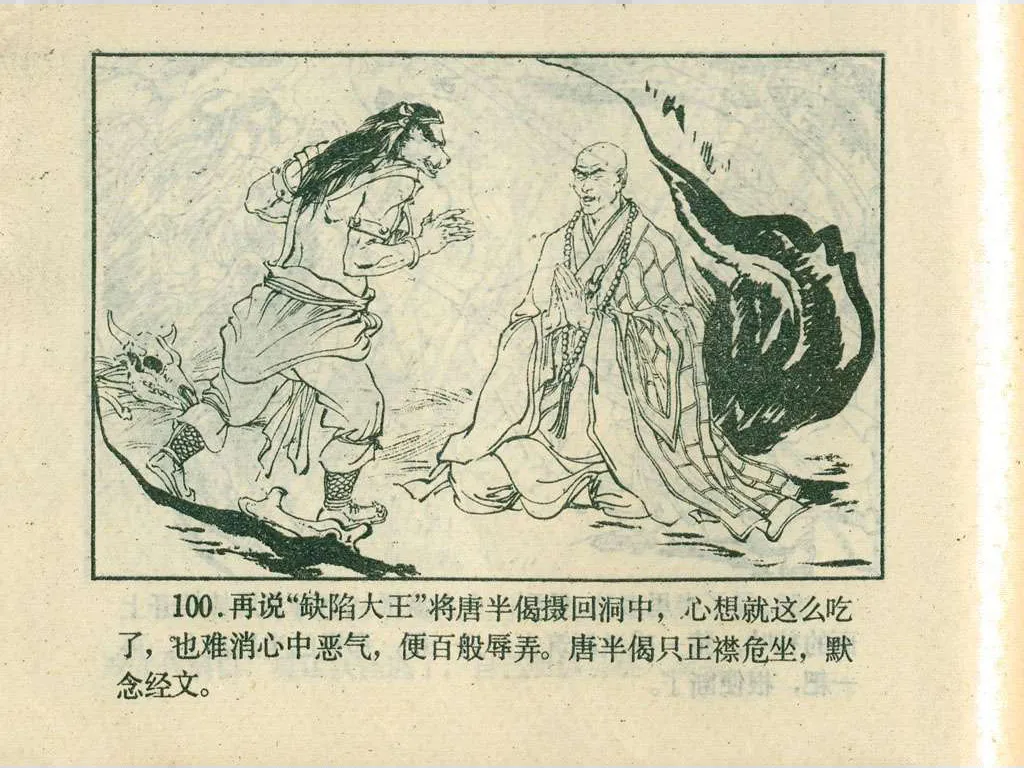 100.再说“缺陷大王”将唐半偈摄回洞中，心想就这么吃
了，也难消心中恶气，便百般辱弄。唐半偈只正襟危坐，默
念经文。